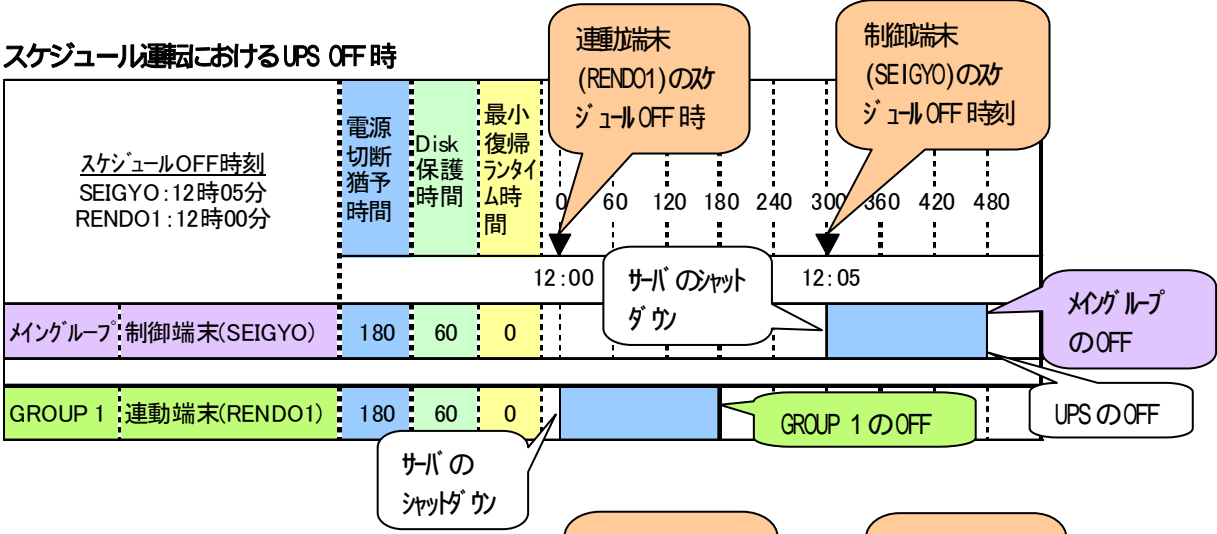 スケジュール運転におけるUPS OFF時
連動端末
(RENDO1)のスケ
ジュールOFF時
制御端末
(SEIGYO)のスケ
ジュールOFF時刻
スケジュールOFF時刻
SEIGYO:12時05分
RENDO1:12時00分
電源
切断
猶予
時間
Disk
保護
時間
最小
復帰
ランタイ
ム時
間
0 60 120 180 240 300 360 420 480
12:00 12:05
サーバのシャット
ダウン
メイングループ 制御端末(SEIGYO) 180 60 0
メイングループ
のOFF
GROUP 1 連動端末(RENDO1) 180 60 0
GROUP 1のOFF
UPSのOFF
サーバの
シャットダウン